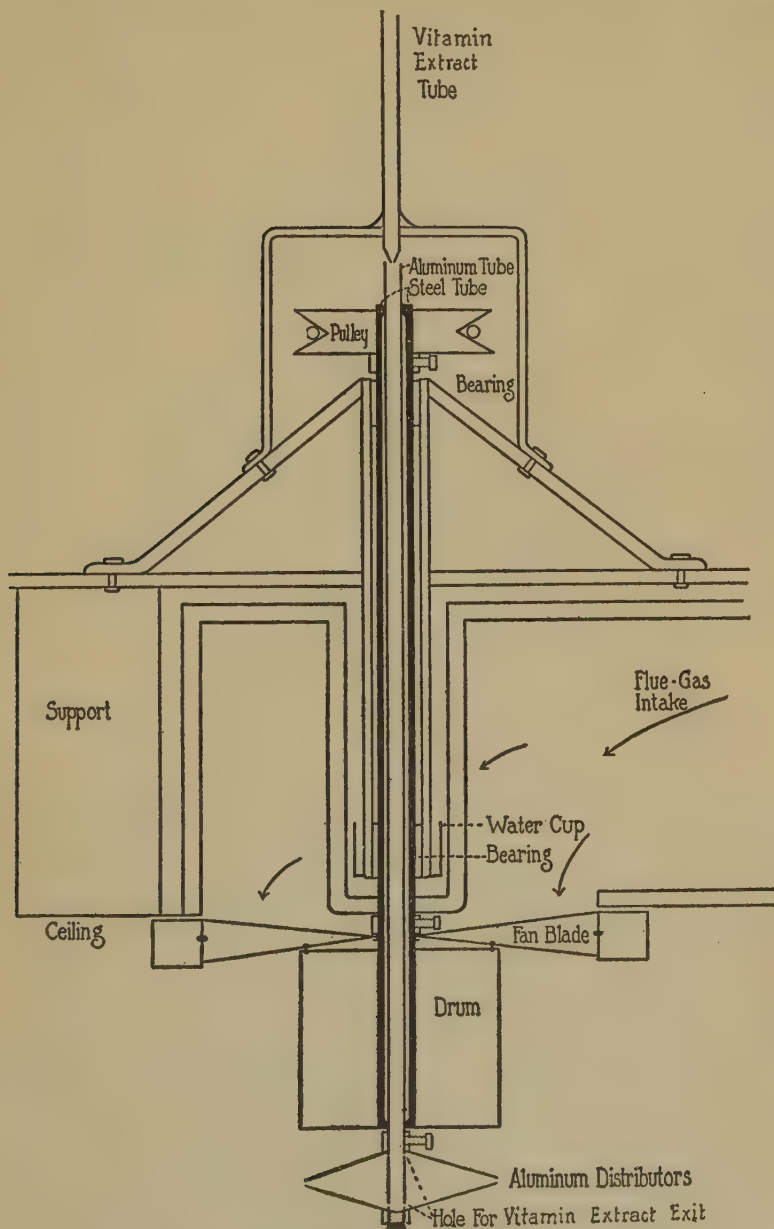 Vitamin
Extract
Tube
Aluminum Tube
Steel Tube
Pulley
Bearing
Support
Flue-Gas
Intake
Water Cup
Bearing
Ceiling
Fan Blade
Drum
Aluminum Distributors
Hole For Vitamin Extract Exit